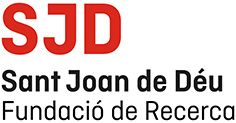 SJD
Sant Joan de Déu
Fundació de Recerca